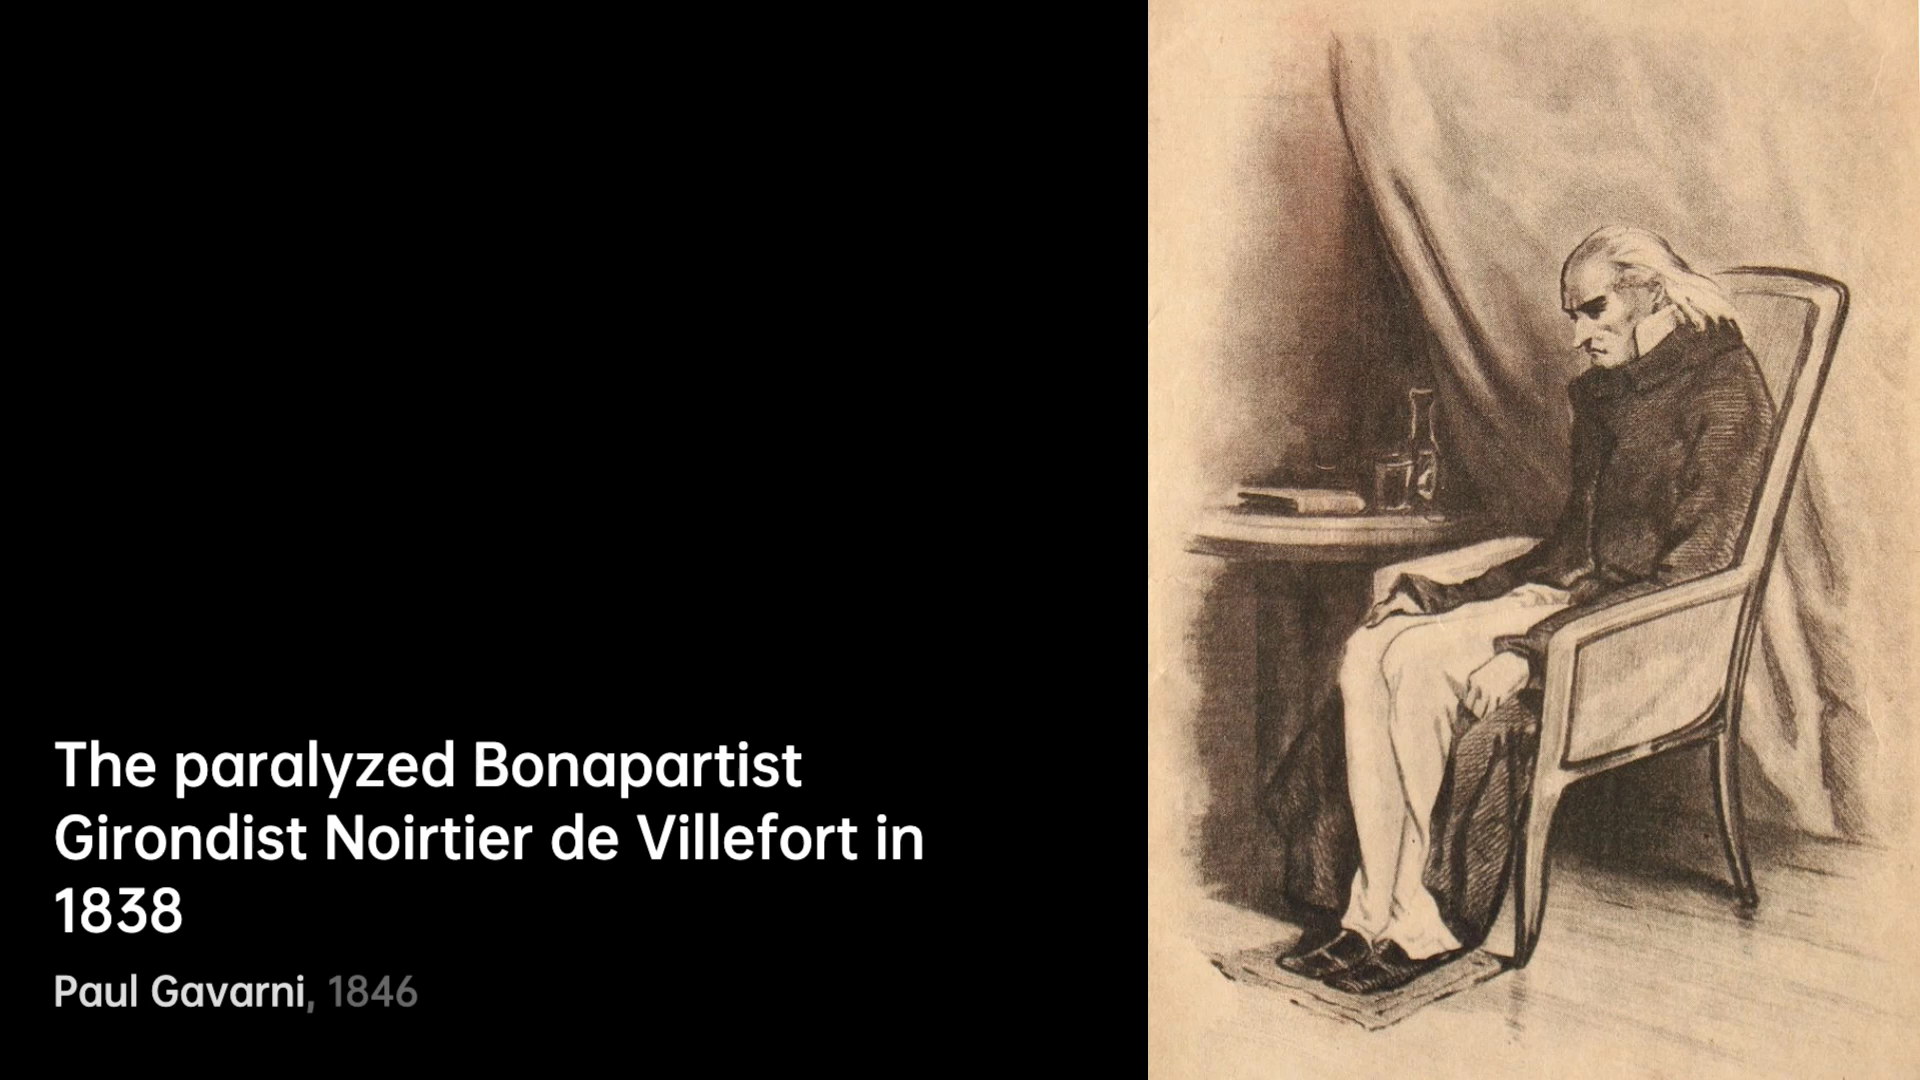 The paralyzed Bonapartist
Girondist Noirtier de Villefort in
1838
Paul Gavarni, 1846